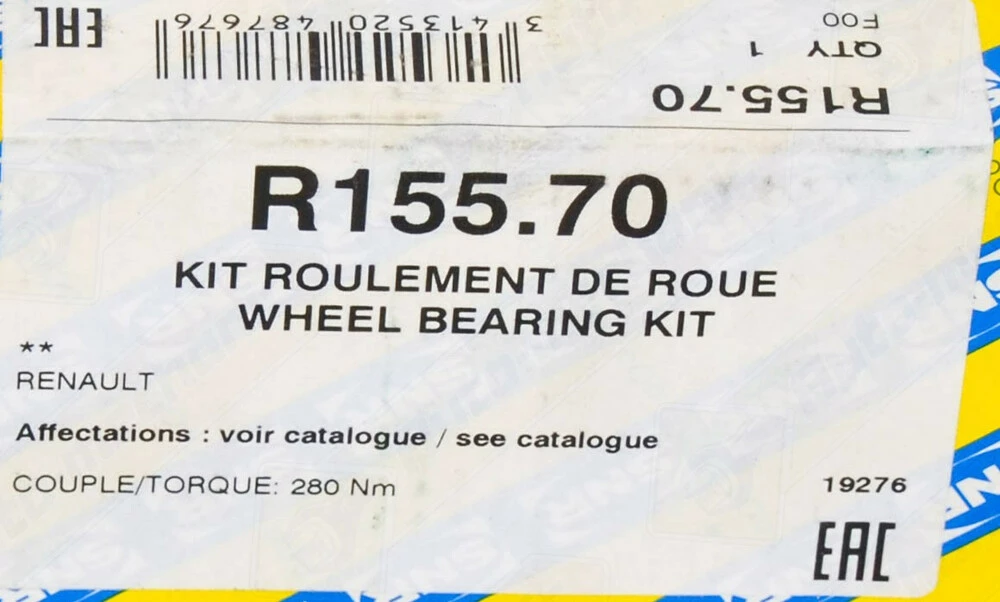 EAC
3 413520 487676
F00
QTY 1
R155.70
R155.70
KIT ROULEMENT DE ROUE
WHEEL BEARING KIT
**
RENAULT
Affectations : voir catalogue / see catalogue
COUPLE/TORQUE: 280 Nm
19276
EAC